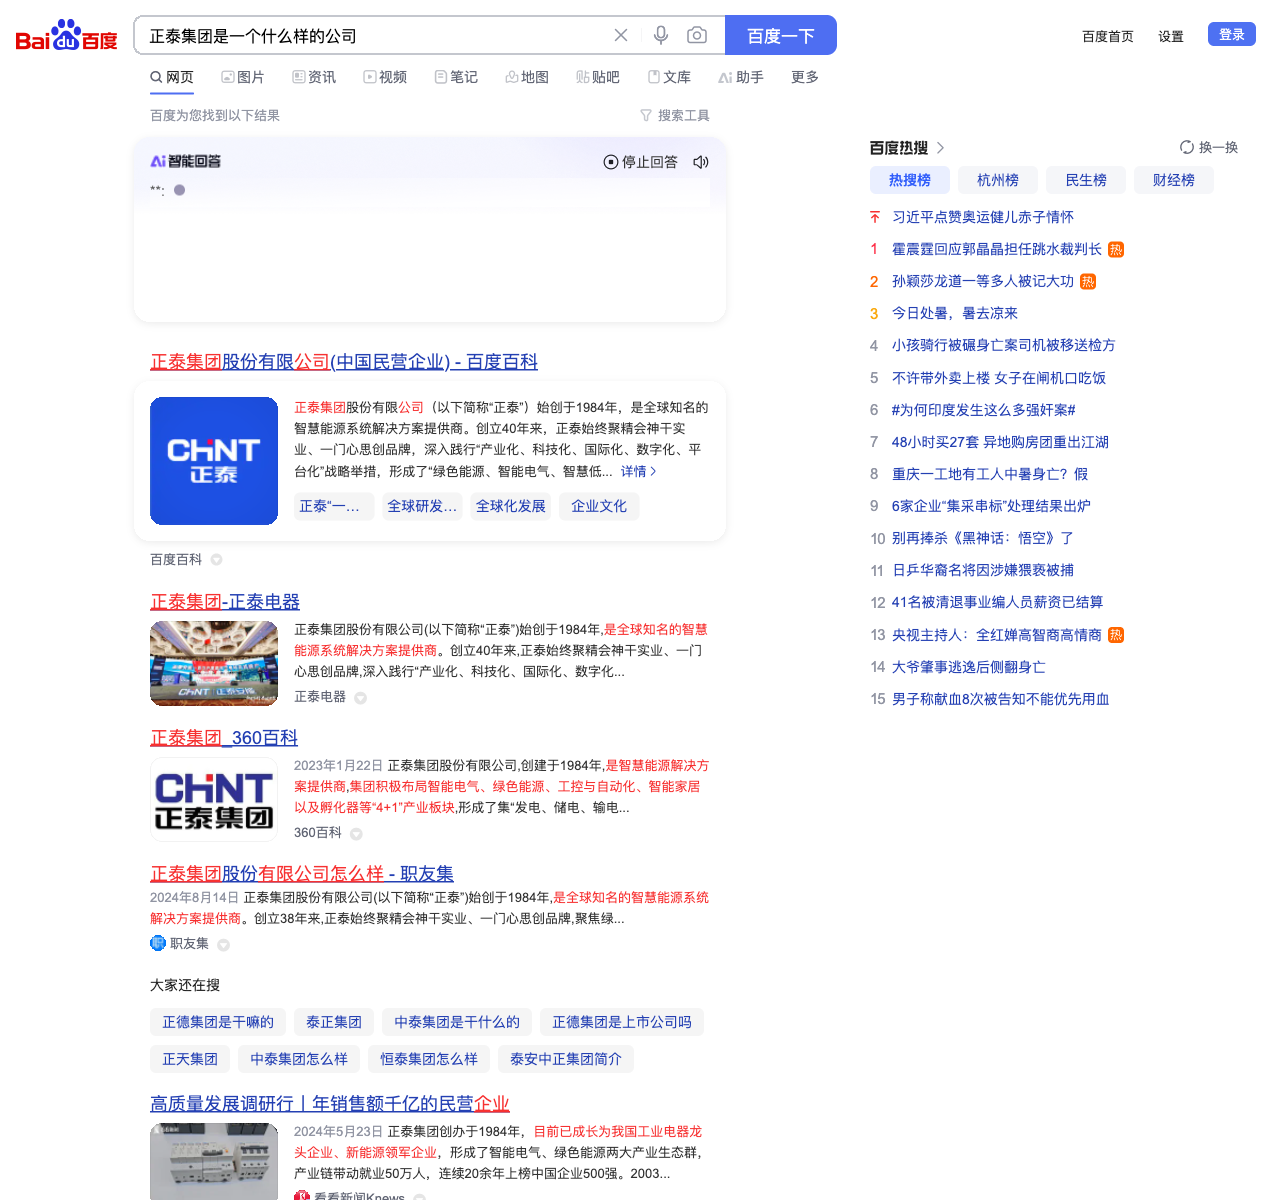 Bai du 百度
正泰集团是一个什么样的公司
百度一下
百度首页
设置
登录
网页
图片
资讯
视频
笔记
地图
贴吧
文库
Ai 助手
更多
百度为您找到以下结果
搜索工具
Ai 智能回答
停止回答
**:
正泰集团股份有限公司(中国民营企业) - 百度百科
CHNT
正泰
正泰集团股份有限公司（以下简称“正泰”）始创于1984年，是全球知名的
智慧能源系统解决方案提供商。创立40年来，正泰始终聚精会神干实
业、一门心思创品牌，深入践行“产业化、科技化、国际化、数字化、平
台化”战略举措，形成了“绿色能源、智能电气、智慧低... 详情
正泰“一...
全球研发...
全球化发展
企业文化
百度百科
正泰集团-正泰电器
正泰集团股份有限公司(以下简称“正泰”)始创于1984年,是全球知名的智慧
能源系统解决方案提供商。创立40年来,正泰始终聚精会神干实业、一门
心思创品牌,深入践行“产业化、科技化、国际化、数字化...
CHNT
正泰电器
正泰集团_360百科
CHNT
正泰集团
2023年1月22日 正泰集团股份有限公司,创建于1984年,是智慧能源解决方
案提供商,集团积极布局智能电气、绿色能源、工控与自动化、智能家居
以及孵化器等“4+1”产业板块,形成了集“发电、储电、输电...
360百科
正泰集团股份有限公司怎么样 - 职友集
2024年8月14日 正泰集团股份有限公司(以下简称“正泰”)始创于1984年,是全球知名的智慧能源系统
解决方案提供商。创立38年来,正泰始终聚精会神干实业、一门心思创品牌,聚焦绿...
职友集
大家还在搜
正德集团是干嘛的
泰正集团
中泰集团是干什么的
正德集团是上市公司吗
正天集团
中泰集团怎么样
恒泰集团怎么样
泰安中正集团简介
高质量发展调研行丨年销售额千亿的民营企业
2024年5月23日 正泰集团创办于1984年，目前已成长为我国工业电器龙
头企业、新能源领军企业，形成了智能电气、绿色能源两大产业生态群，
产业链带动就业50万人，连续20余年上榜中国企业500强。2003...
看看新闻Knews
百度热搜
换一换
热搜榜
杭州榜
民生榜
财经榜
习近平点赞奥运健儿赤子情怀
1 霍震霆回应郭晶晶担任跳水裁判长 热
2 孙颖莎龙道一等多人被记大功 热
3 今日处暑，暑去凉来
4 小孩骑行被碾身亡案司机被移送检方
5 不许带外卖上楼 女子在闸机口吃饭
6 #为何印度发生这么多强奸案#
7 48小时买27套 异地购房团重出江湖
8 重庆一工地有工人中暑身亡？假
9 6家企业“集采串标”处理结果出炉
10 别再捧杀《黑神话：悟空》了
11 日乒华裔名将因涉嫌猥亵被捕
12 41名被清退事业编人员薪资已结算
13 央视主持人：全红婵高智商高情商 热
14 大爷肇事逃逸后侧翻身亡
15 男子称献血8次被告知不能优先用血